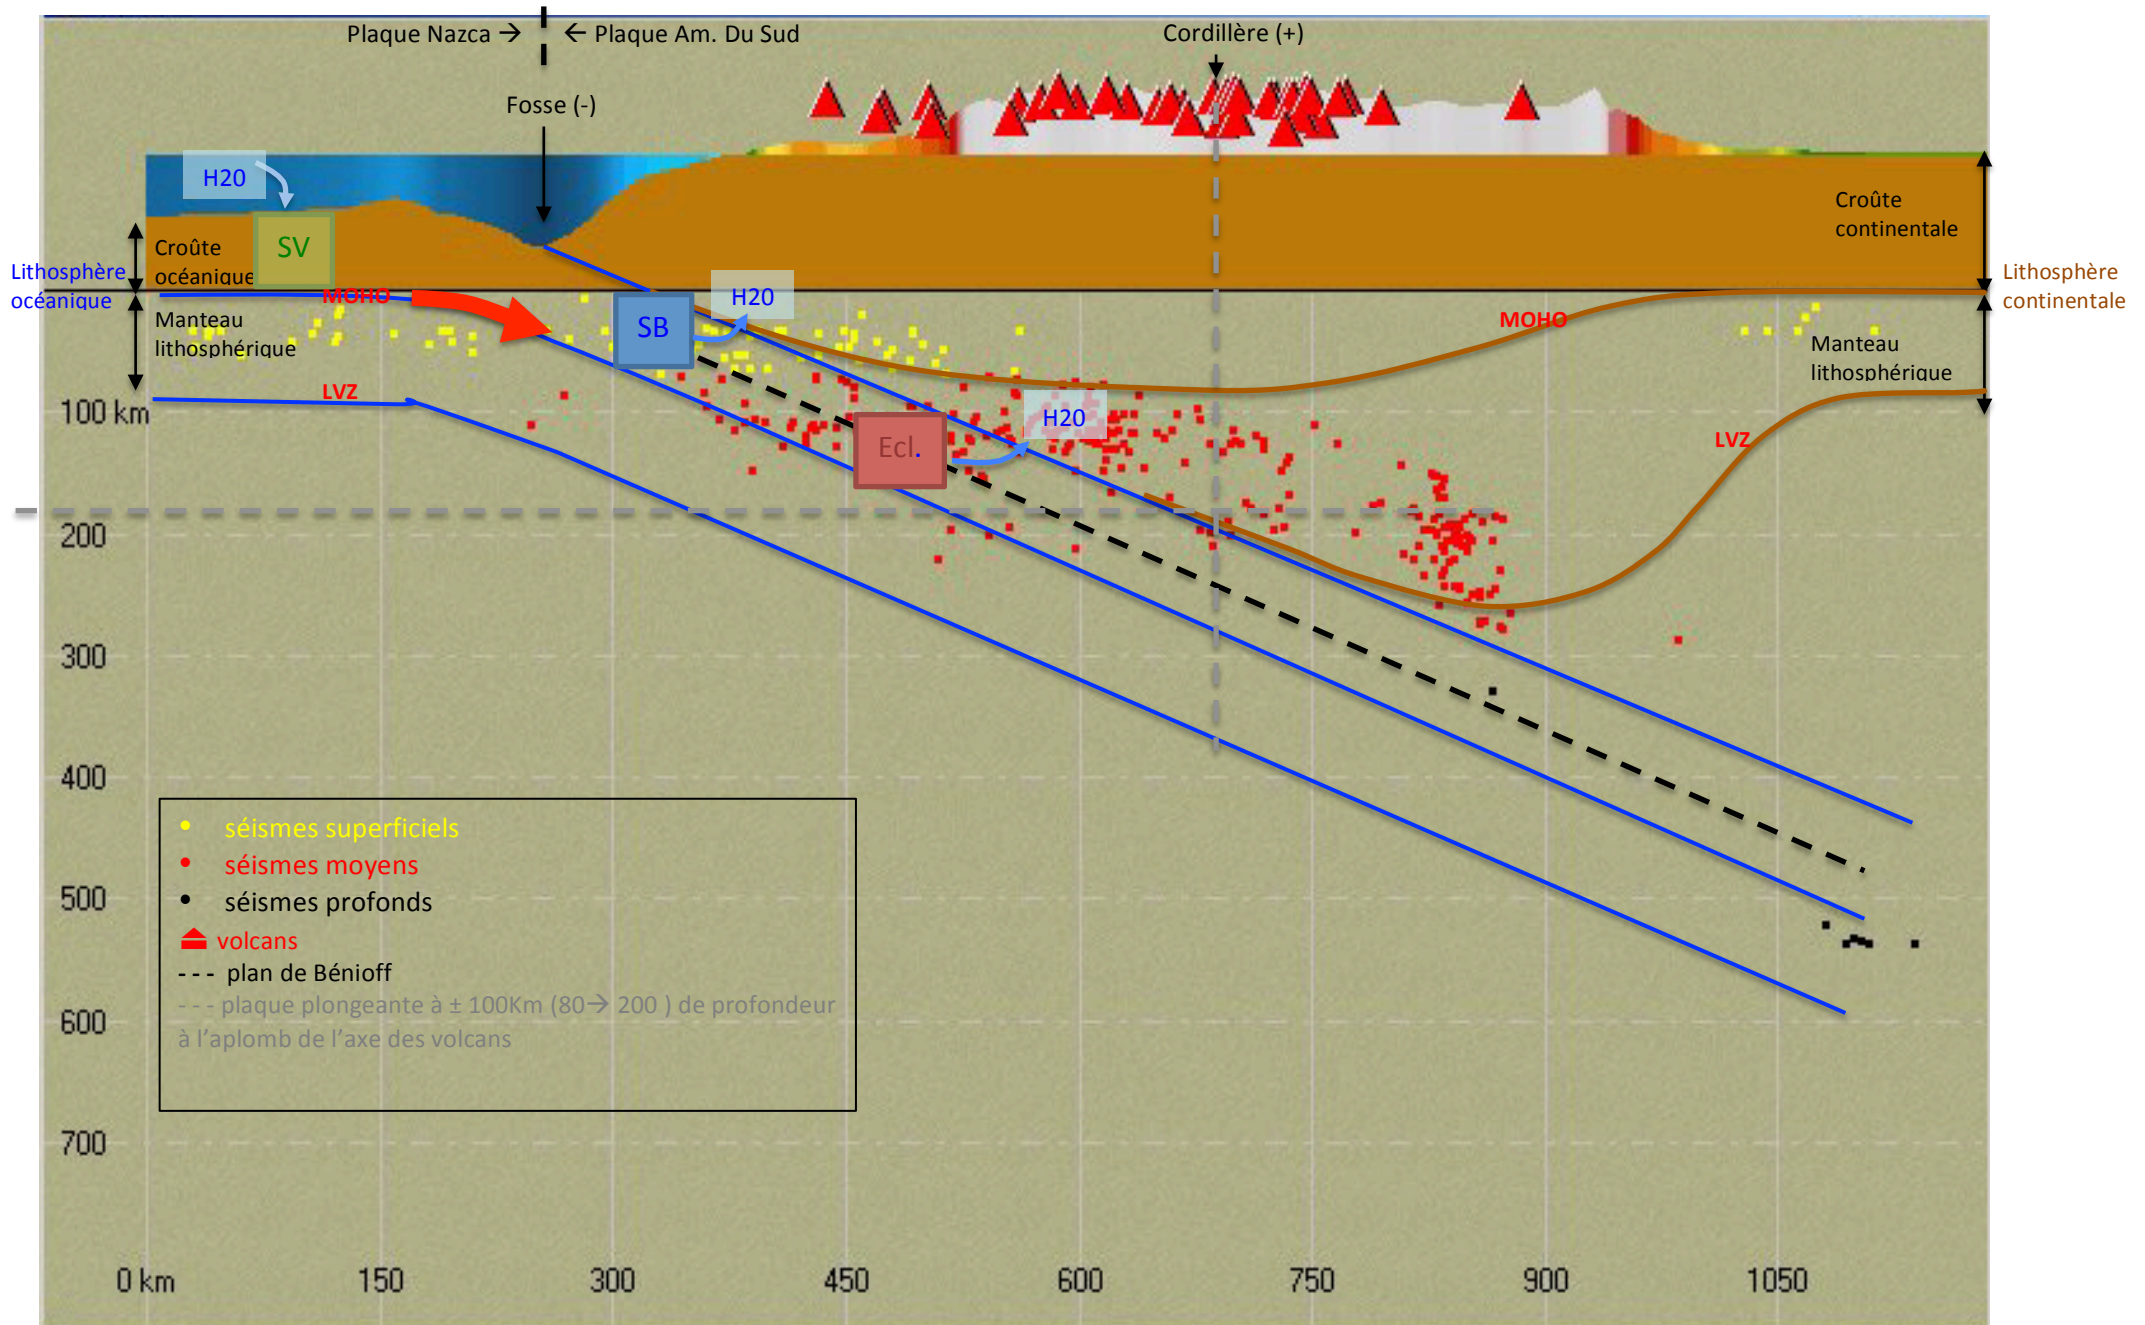 Plaque Nazca → ← Plaque Am. Du Sud
Cordillère (+)
Fosse (-)
H20
SV
Croûte
océanique
Lithosphère
océanique
MOHO
Manteau
lithosphérique
LVZ
SB
H20
Ecl.
H20
Croûte
continentale
Lithosphère
continentale
MOHO
Manteau
lithosphérique
LVZ
100 km
200
300
400
500
600
700
• séismes superficiels
• séismes moyens
• séismes profonds
volcans
--- plan de Bénioff
--- plaque plongeante à ± 100Km (80→ 200 ) de profondeur
à l'aplomb de l'axe des volcans
0 km 150 300 450 600 750 900 1050